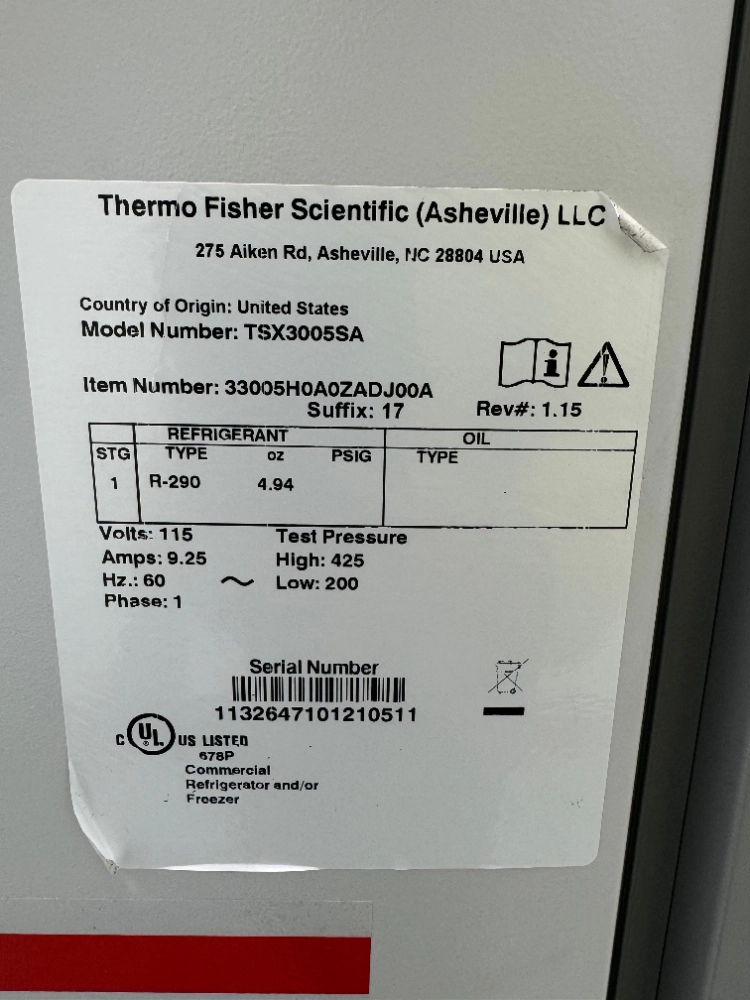 Thermo Fisher Scientific (Asheville) LLC
275 Aiken Rd, Asheville, NC 28804 USA
Country of Origin: United States
Model Number: TSX3005SA
Item Number: 33005H0A0ZADJ00A
Suffix: 17 Rev#: 1.15
REFRIGERANT OIL
STG TYPE oz PSIG TYPE
1 R-290 4.94
Volts: 115 Test Pressure
Amps: 9.25 High: 425
Hz.: 60 ~ Low: 200
Phase: 1
Serial Number
1132647101210511
C UL ® US LISTED
678P
Commercial
Refrigerator and/or
Freezer